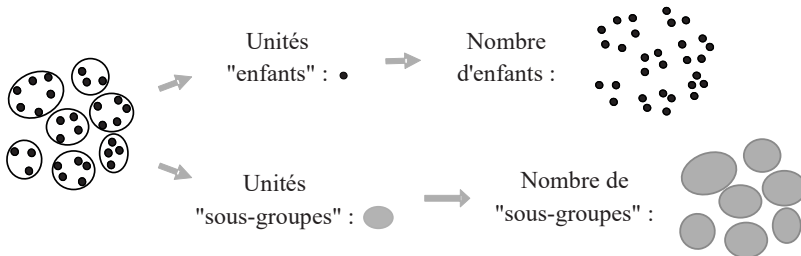 Unités
"enfants" :
Nombre
d'enfants :
Unités
"sous-groupes" :
Nombre de
"sous-groupes" :